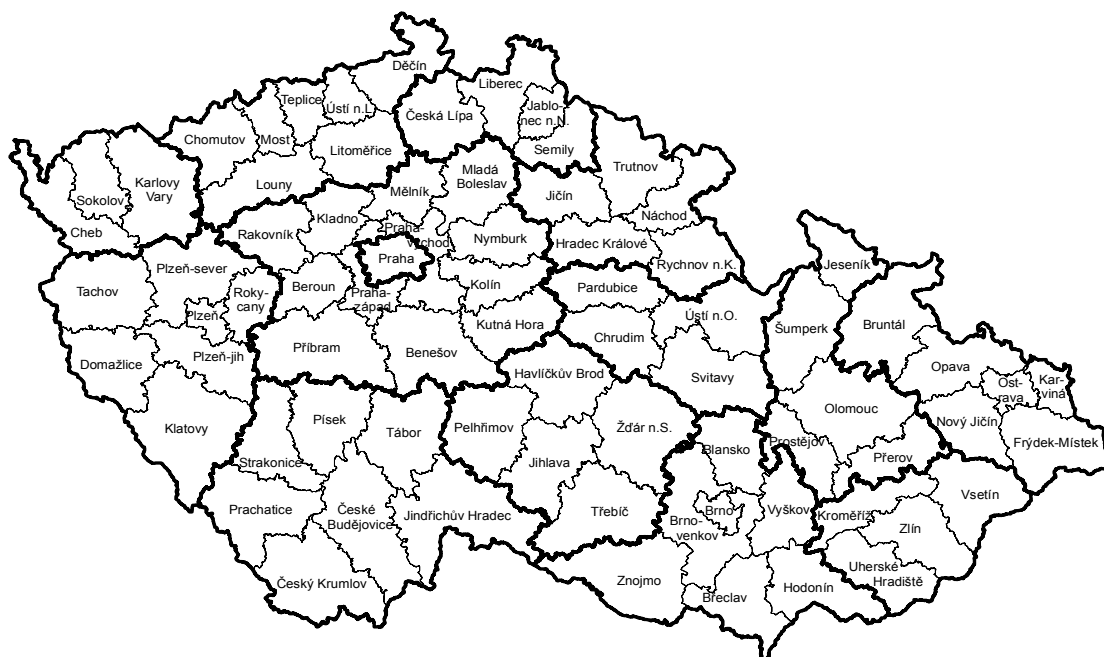 Děčín
Liberec
Teplice
Ústí n.L.
Česká Lípa
Jablo-
nec n.N.
Chomutov
Most
Litoměřice
Semily
Trutnov
Mladá
Boleslav
Karlovy
Vary
Sokolov
Louny
Mělník
Jičín
Kladno
Náchod
Cheb
Rakovník
Praha-
východ
Nymburk
Hradec Králové
Praha
Rychnov n.K.
Jeseník
Plzeň-sever
Tachov
Roky-
cany
Beroun
Praha-
západ
Kolín
Pardubice
Plzeň
Kutná Hora
Ústí n.O.
Šumperk
Bruntál
Chrudim
Příbram
Benešov
Plzeň-jih
Domažlice
Havlíčkův Brod
Svitavy
Opava
Ost-
rava
Kar-
viná
Klatovy
Písek
Tábor
Pelhřimov
Žďár n.S.
Olomouc
Nový Jičín
Frýdek-Místek
Prostějov
Blansko
Přerov
Strakonice
Jihlava
Vsetín
Prachatice
České
Budějovice
Jindřichův Hradec
Třebíč
Brno
Brno-
venkov
Vyškov
Kroměříž
Zlín
Český Krumlov
Znojmo
Břeclav
Hodonín
Uherské
Hradiště